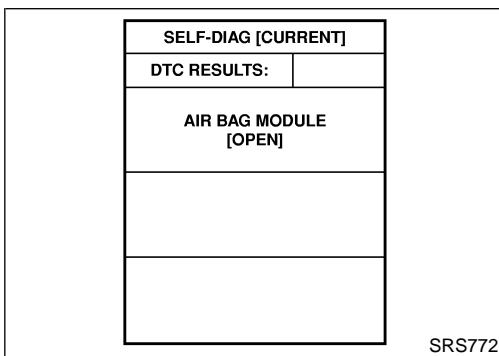 SELF-DIAG [CURRENT]
DTC RESULTS:
AIR BAG MODULE
[OPEN]
SRS772